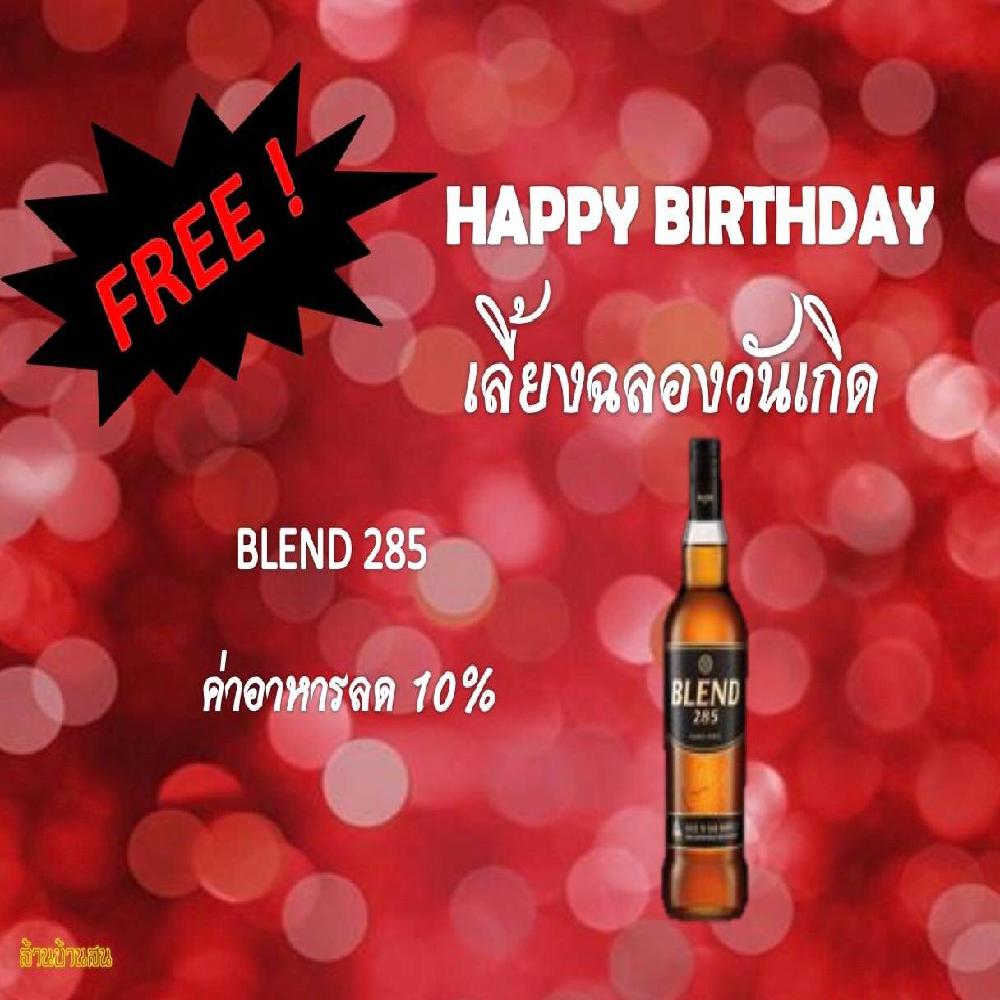 FREE !
HAPPY BIRTHDAY
เลี้ยงฉลองวันเกิด
BLEND 285
ค่าอาหารลด 10%
BLEND
285
ล้านบ้านสน